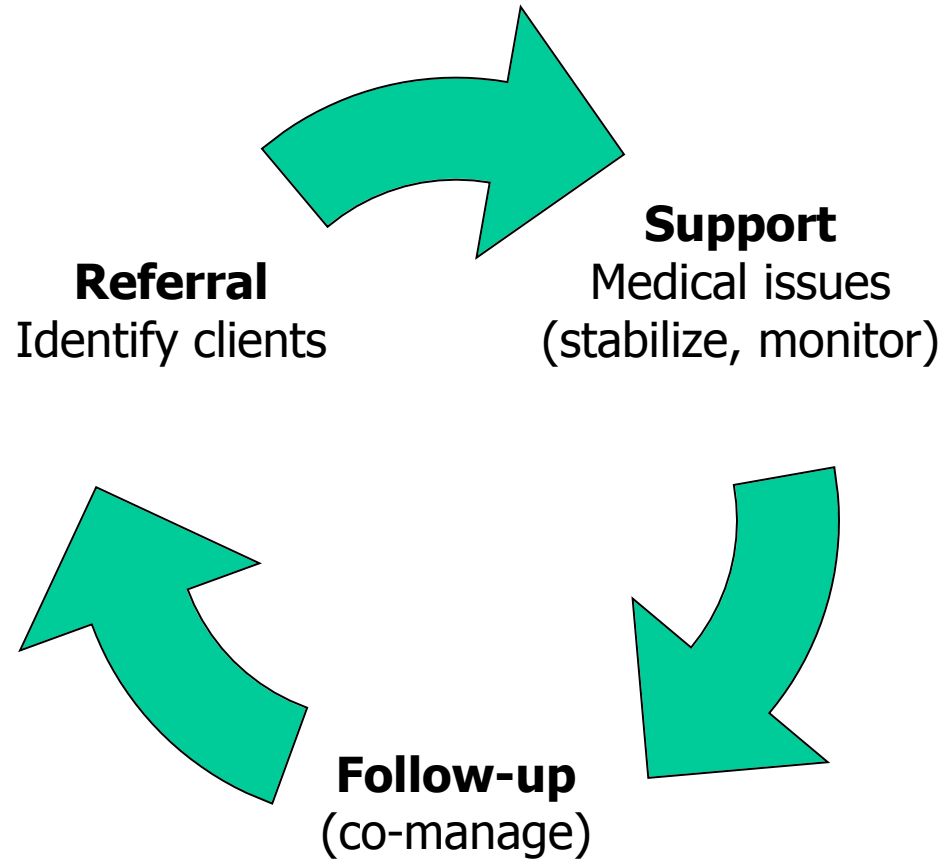 Referral
Identify clients
Support
Medical issues
(stabilize, monitor)
Follow-up
(co-manage)